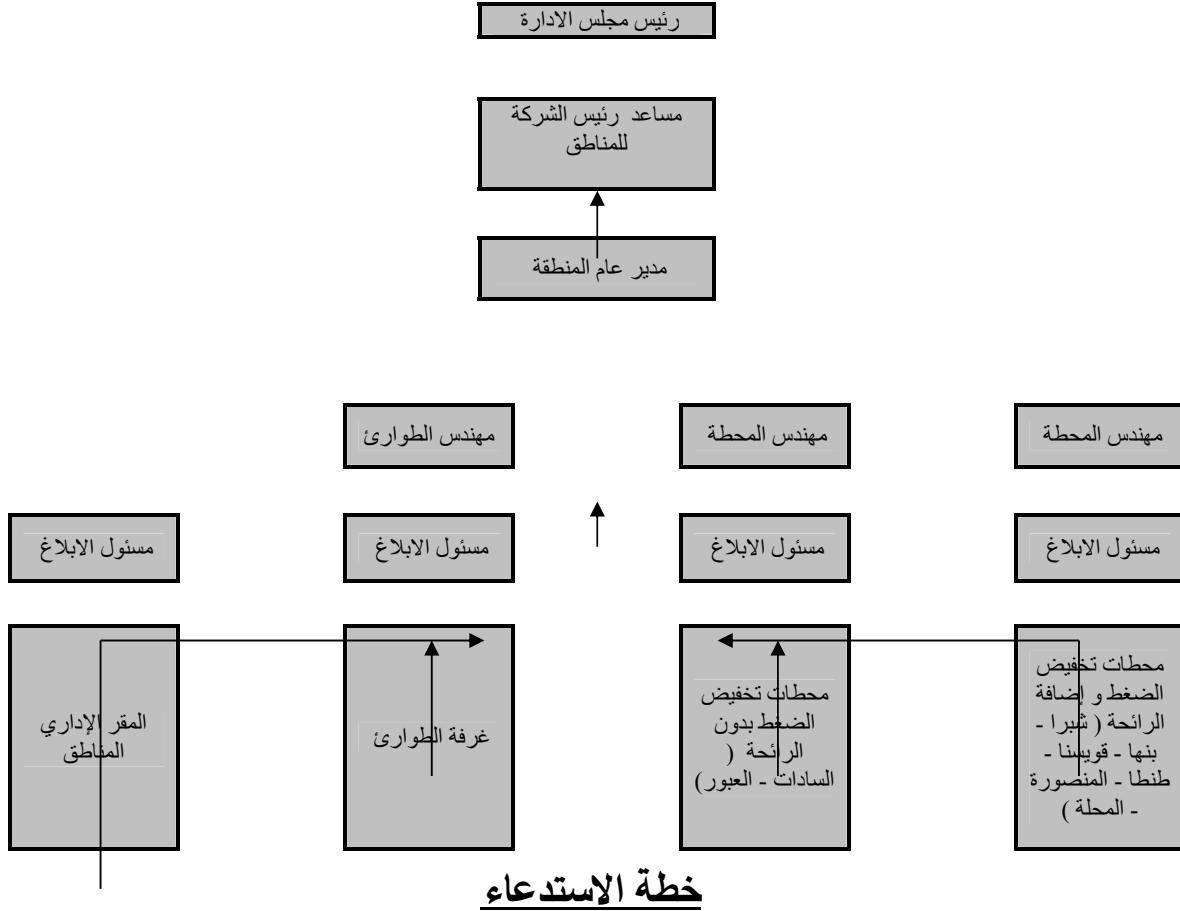 رئيس مجلس الادارة
مساعد رئيس الشركة
للمناطق
مدير عام المنطقة
مهندس المحطة
مهندس المحطة
مهندس الطوارئ
مسئول الابلاغ
مسئول الابلاغ
مسئول الابلاغ
مسئول الابلاغ
محطات تخفيض
الضغط و إضافة
الرائحة ( شبرا -
بنها - قويسنا -
طنطا - المنصورة
- المحلة )
محطات تخفيض
الضغط بدون
الرائحة (
السادات - العبور)
غرفة الطوارئ
المقر الإداري
المناطق
خطة الاستدعاء